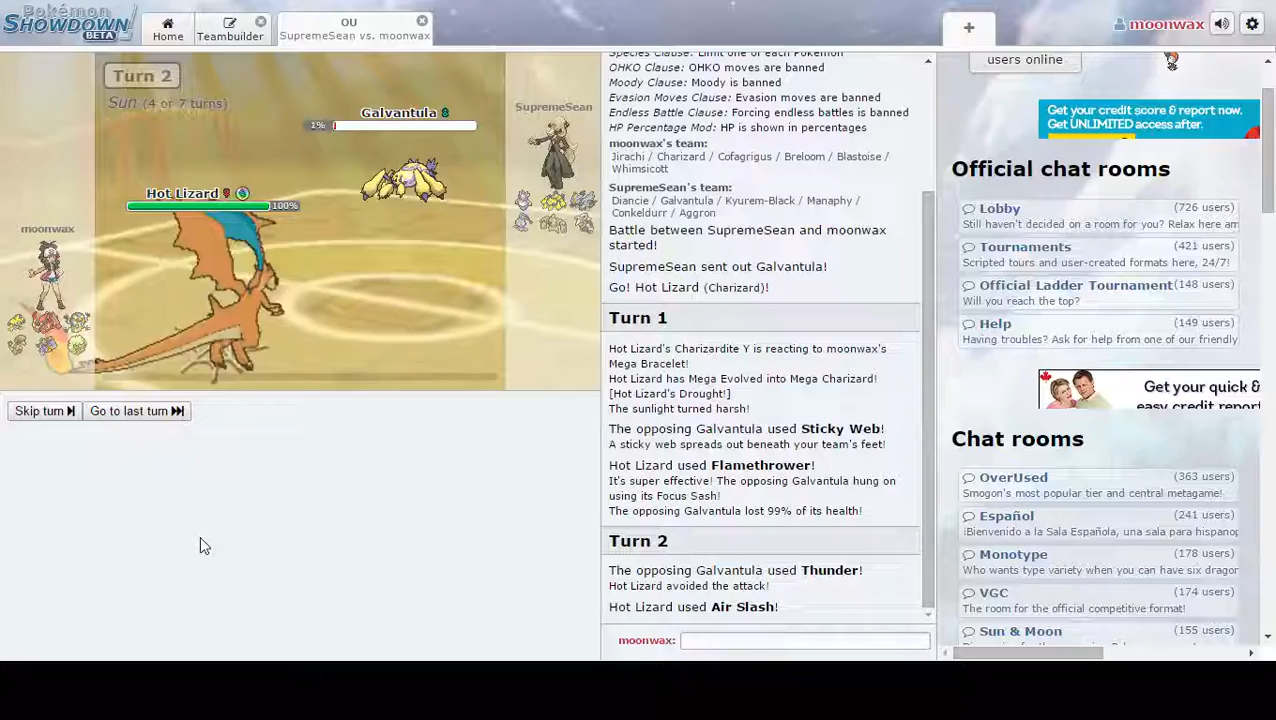 Pokémon
SHOWDOWN
BETA
Home
Teambuilder
OU
SupremeSean vs. moonwax
+
moonwax
Turn 2
Sun (4 or 7 turns)
Galvantula
1%
SupremeSean
Hot Lizard
100%
moonwax
Skip turn
Go to last turn
Species Clause: Limit one of each Pokémon
OHKO Clause: OHKO moves are banned
Moody Clause: Moody is banned
Evasion Moves Clause: Evasion moves are banned
Endless Battle Clause: Forcing endless battles is banned
HP Percentage Mod: HP is shown in percentages
moonwax's team:
Jirachi / Charizard / Cofagrigus / Breloom / Blastoise /
Whimsicott
SupremeSean's team:
Diancie / Galvantula / Kyurem-Black / Manaphy /
Conkeldurr / Aggron
Battle between SupremeSean and moonwax
started!
SupremeSean sent out Galvantula!
Go! Hot Lizard (Charizard)!
Turn 1
Hot Lizard's Charizardite Y is reacting to moonwax's
Mega Bracelet!
Hot Lizard has Mega Evolved into Mega Charizard!
[Hot Lizard's Drought!]
The sunlight turned harsh!
The opposing Galvantula used Sticky Web!
A sticky web spreads out beneath your team's feet!
Hot Lizard used Flamethrower!
It's super effective! The opposing Galvantula hung on
using its Focus Sash!
The opposing Galvantula lost 99% of its health!
Turn 2
The opposing Galvantula used Thunder!
Hot Lizard avoided the attack!
Hot Lizard used Air Slash!
moonwax:
users online
Get your credit score & report now.
Get UNLIMITED access after.
Official chat rooms
Lobby (726 users)
Still haven't decided on a room for you? Relax here am
Tournaments (421 users)
Scripted tours and user-created formats here, 24/7!
Official Ladder Tournament (148 users)
Will you reach the top?
Help (149 users)
Having troubles? Ask for help from one of our friendly
Get your quick &
easy credit report
Chat rooms
OverUsed (363 users)
Smogon's most popular tier and central metagame!
Español (241 users)
¡Bienvenido a la Sala Española, una sala para hispanop
Monotype (178 users)
Who wants type variety when you can have six dragor
VGC (174 users)
The room for the official competitive format!
Sun & Moon (155 users)